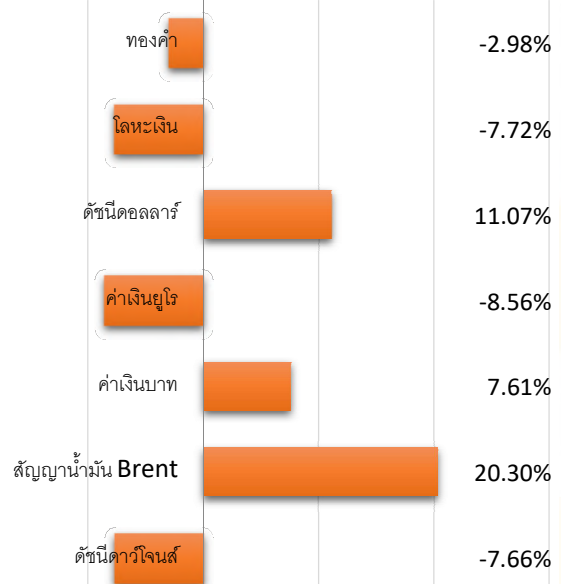 ทองคำ -2.98%
โลหะเงิน -7.72%
ดัชนีดอลลาร์ 11.07%
ค่าเงินยูโร -8.56%
ค่าเงินบาท 7.61%
สัญญาน้ำมัน Brent 20.30%
ดัชนีดาวโจนส์ -7.66%